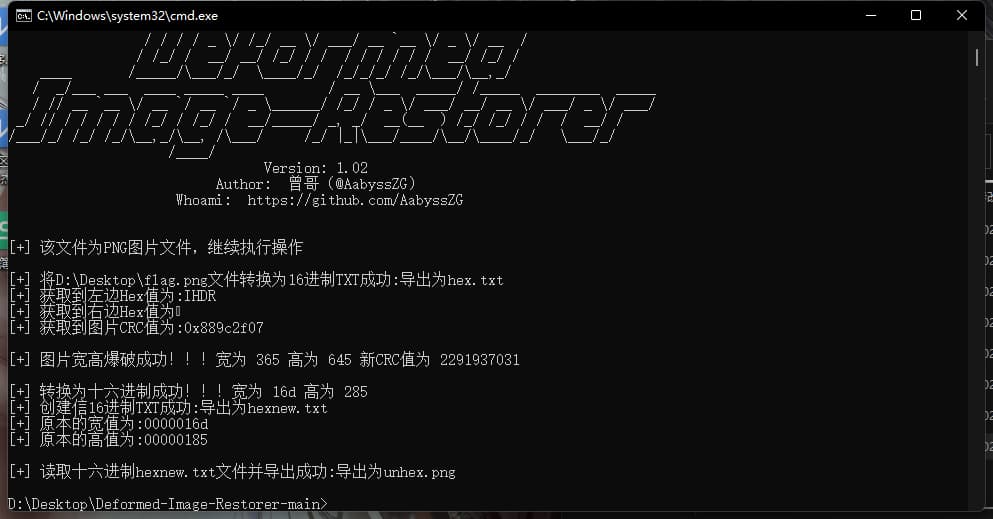 C:\Windows\system32\cmd.exe
Deformed
Image-Restorer
Version: 1.02
Author: 曾哥（@AabyssZG）
Whoami: https://github.com/AabyssZG
[+] 该文件为PNG图片文件，继续执行操作
[+] 将D:\Desktop\flag.png文件转换为16进制TXT成功:导出为hex.txt
[+] 获取到左边Hex值为:IHDR
[+] 获取到右边Hex值为
[+] 获取到图片CRC值为:0x889c2f07
[+] 图片宽高爆破成功！！！宽为 365 高为 645 新CRC值为 2291937031
[+] 转换为十六进制成功！！！宽为 16d 高为 285
[+] 创建信16进制TXT成功:导出为hexnew.txt
[+] 原本的宽值为:0000016d
[+] 原本的高值为:00000185
[+] 读取十六进制hexnew.txt文件并导出成功:导出为unhex.png
D:\Desktop\Deformed-Image-Restorer-main>